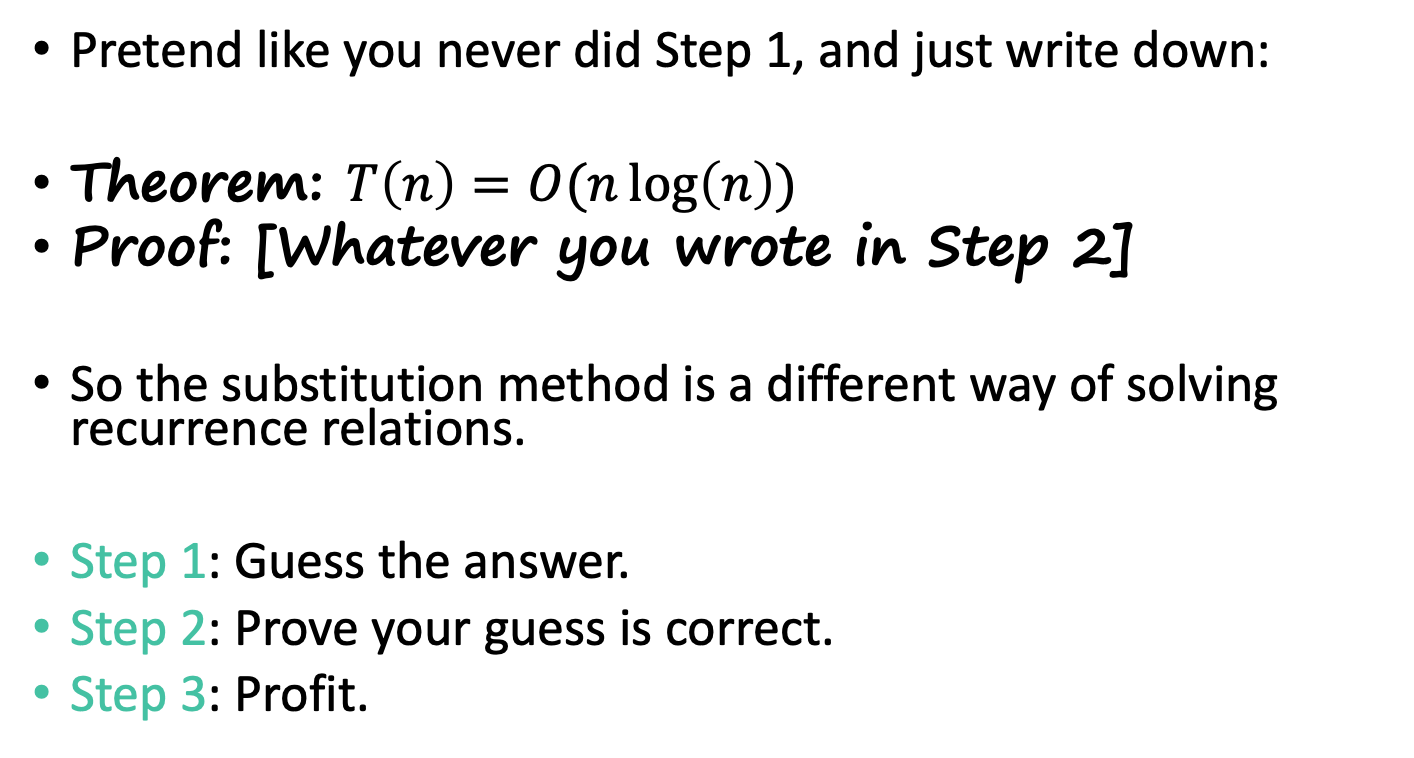 • Pretend like you never did Step 1, and just write down:
• Theorem: T(n) = O(n log(n))
• Proof: [Whatever you wrote in Step 2]
• So the substitution method is a different way of solving
recurrence relations.
• Step 1: Guess the answer.
• Step 2: Prove your guess is correct.
• Step 3: Profit.